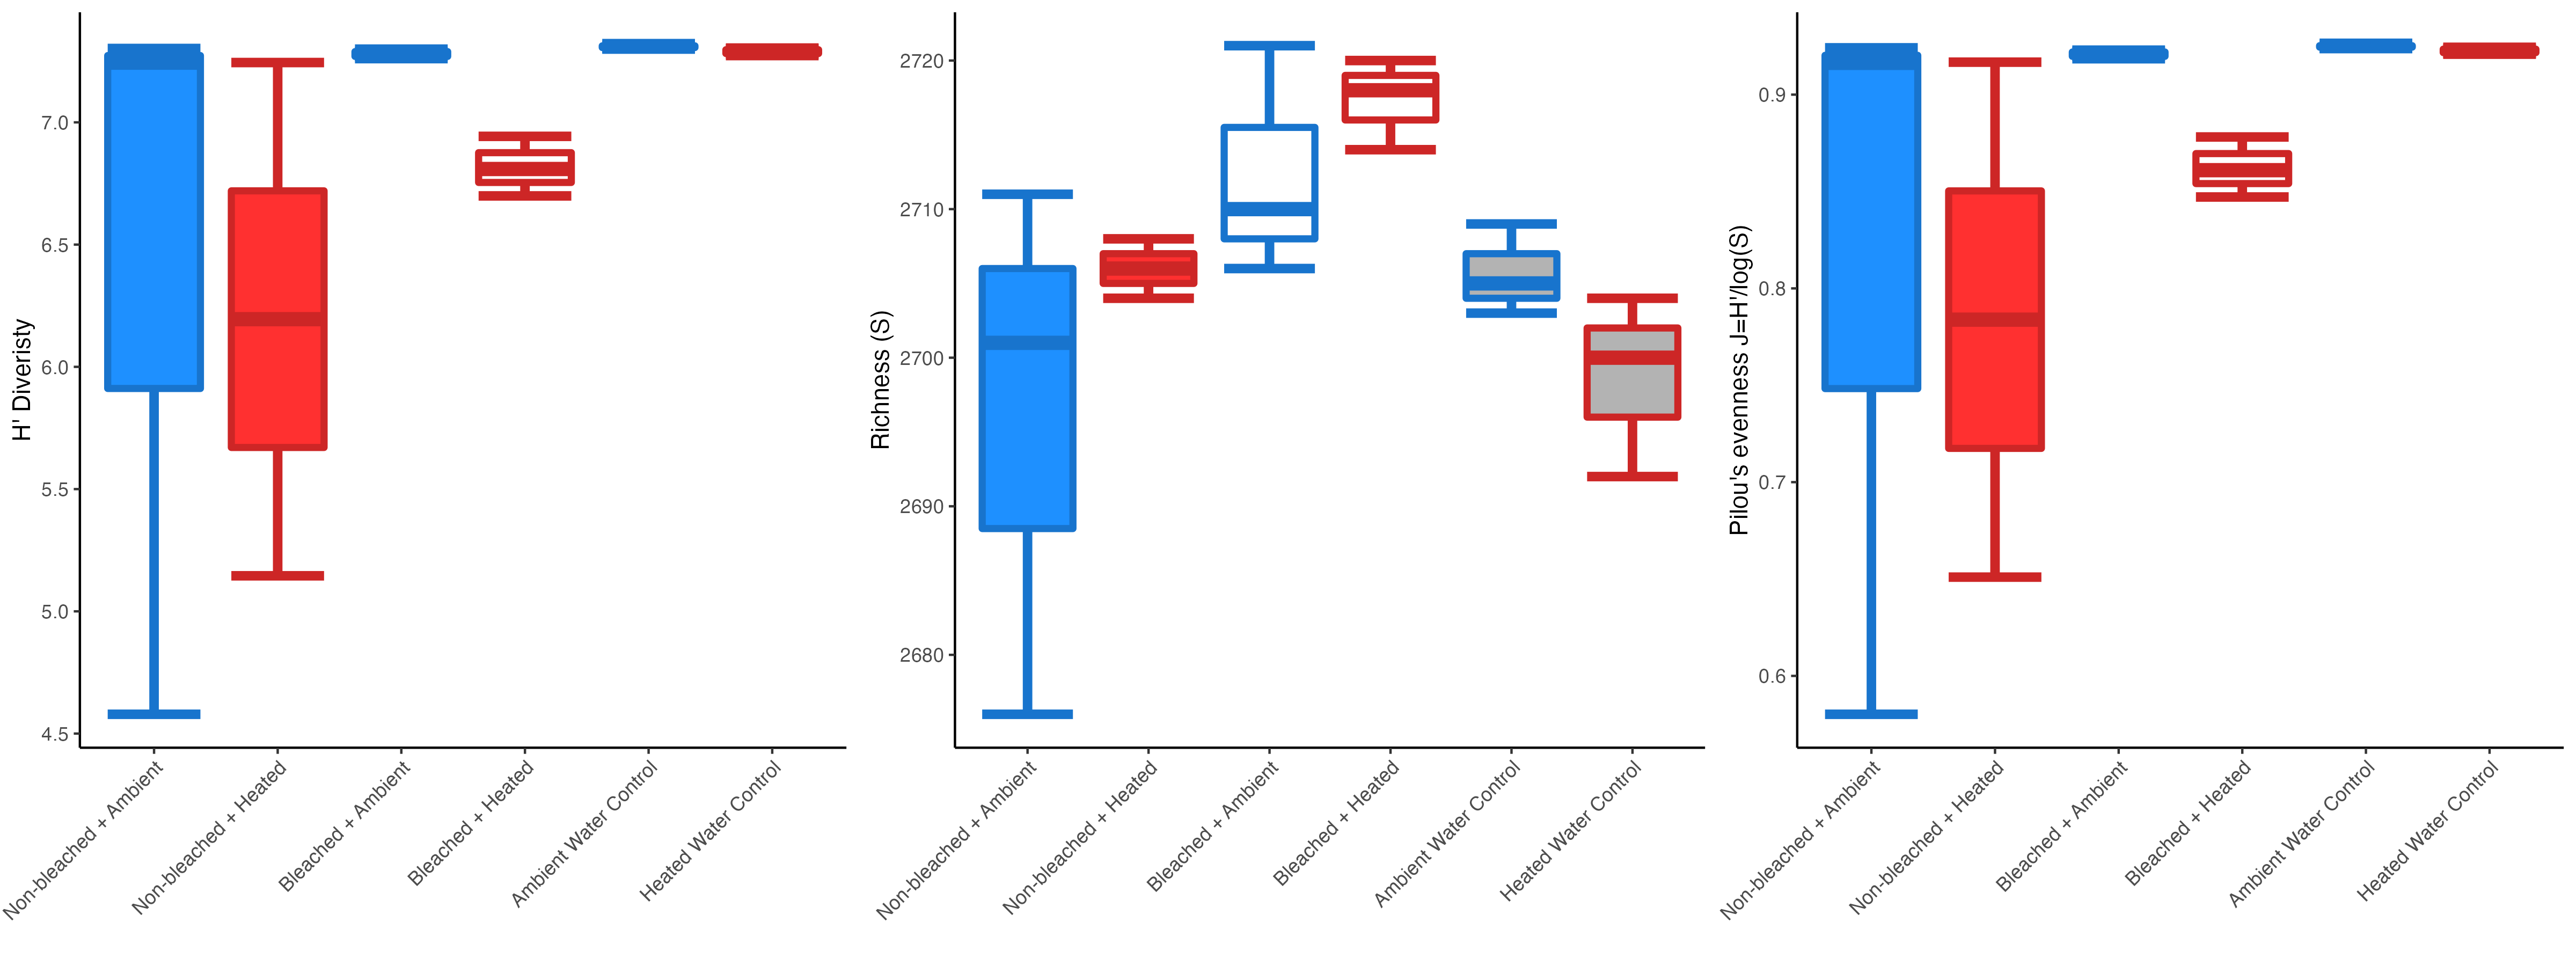 H' Diveristy
7.0
6.5
6.0
5.5
5.0
4.5
Non-bleached + Ambient
Non-bleached + Heated
Bleached + Ambient
Bleached + Heated
Ambient Water Control
Heated Water Control
Richness (S)
2720
2710
2700
2690
2680
Non-bleached + Ambient
Non-bleached + Heated
Bleached + Ambient
Bleached + Heated
Ambient Water Control
Heated Water Control
Pilou's evenness J=H'/log(S)
0.9
0.8
0.7
0.6
Non-bleached + Ambient
Non-bleached + Heated
Bleached + Ambient
Bleached + Heated
Ambient Water Control
Heated Water Control